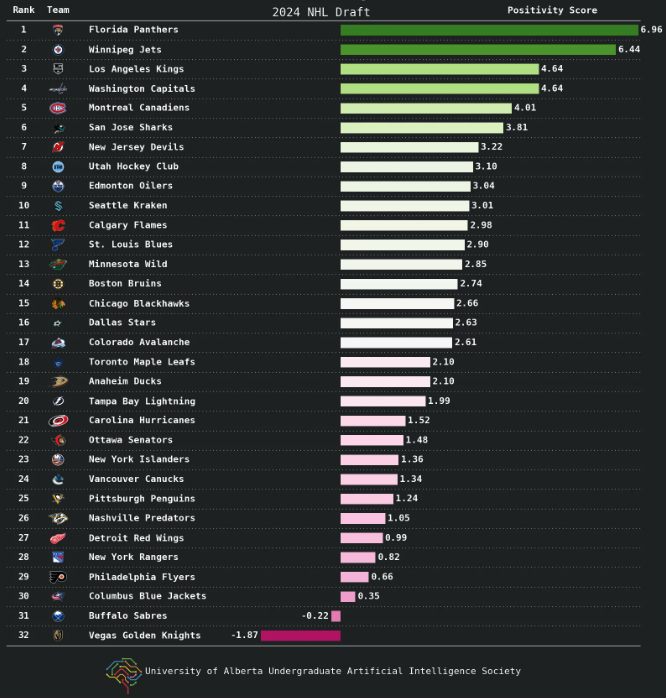 Rank Team 2024 NHL Draft Positivity Score
1 Florida Panthers 6.96
2 Winnipeg Jets 6.44
3 Los Angeles Kings 4.64
4 Washington Capitals 4.64
5 Montreal Canadiens 4.01
6 San Jose Sharks 3.81
7 New Jersey Devils 3.22
8 Utah Hockey Club 3.10
9 Edmonton Oilers 3.04
10 Seattle Kraken 3.01
11 Calgary Flames 2.98
12 St. Louis Blues 2.90
13 Minnesota Wild 2.85
14 Boston Bruins 2.74
15 Chicago Blackhawks 2.66
16 Dallas Stars 2.63
17 Colorado Avalanche 2.61
18 Toronto Maple Leafs 2.10
19 Anaheim Ducks 2.10
20 Tampa Bay Lightning 1.99
21 Carolina Hurricanes 1.52
22 Ottawa Senators 1.48
23 New York Islanders 1.36
24 Vancouver Canucks 1.34
25 Pittsburgh Penguins 1.24
26 Nashville Predators 1.05
27 Detroit Red Wings 0.99
28 New York Rangers 0.82
29 Philadelphia Flyers 0.66
30 Columbus Blue Jackets 0.35
31 Buffalo Sabres -0.22
32 Vegas Golden Knights -1.87
University of Alberta Undergraduate Artificial Intelligence Society